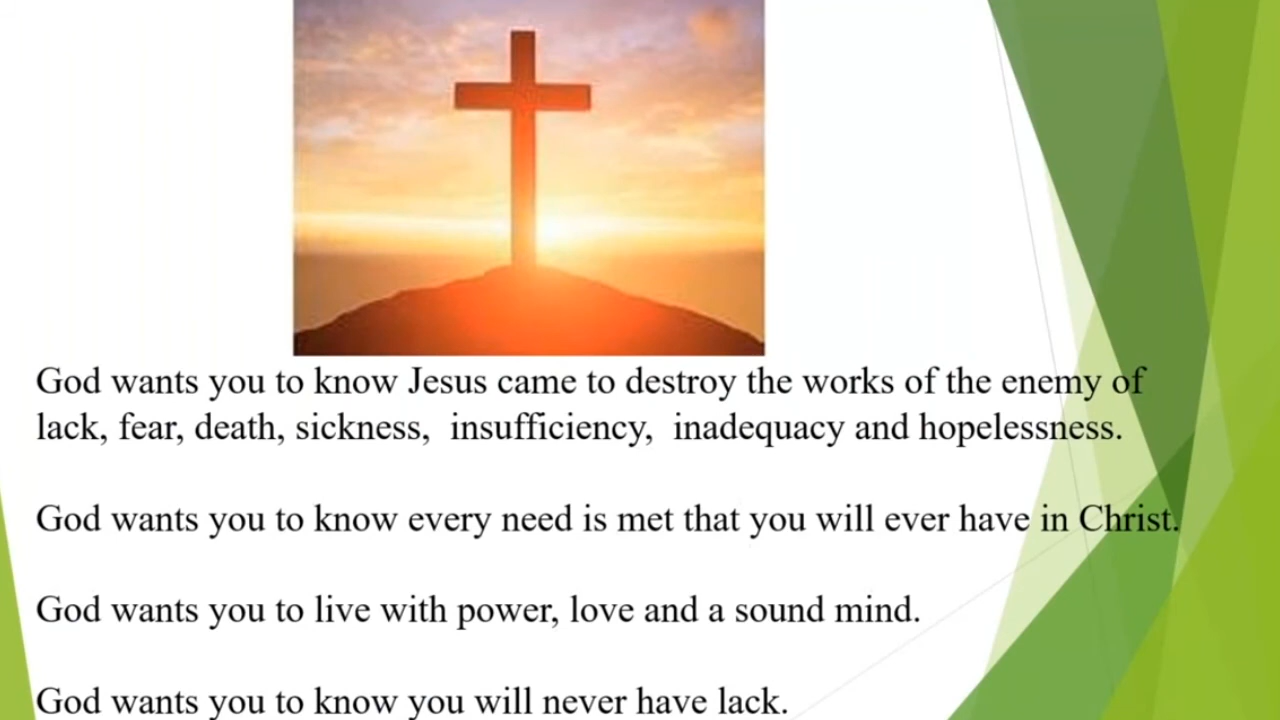 God wants you to know Jesus came to destroy the works of the enemy of
lack, fear, death, sickness,  insufficiency,  inadequacy and hopelessness.
God wants you to know every need is met that you will ever have in Christ.
God wants you to live with power, love and a sound mind.
God wants you to know you will never have lack.